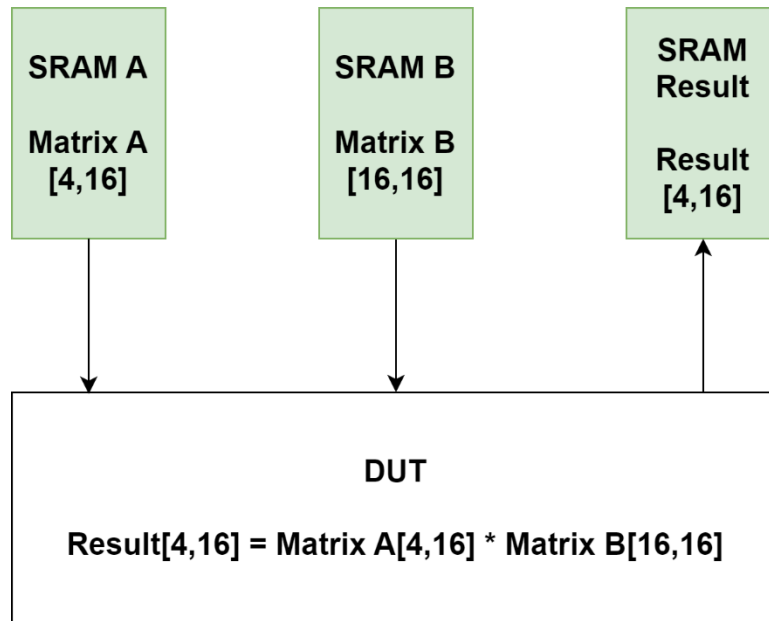 SRAM A
Matrix A
[4,16]
SRAM B
Matrix B
[16,16]
SRAM
Result
Result
[4,16]
DUT
Result[4,16] = Matrix A[4,16] * Matrix B[16,16]